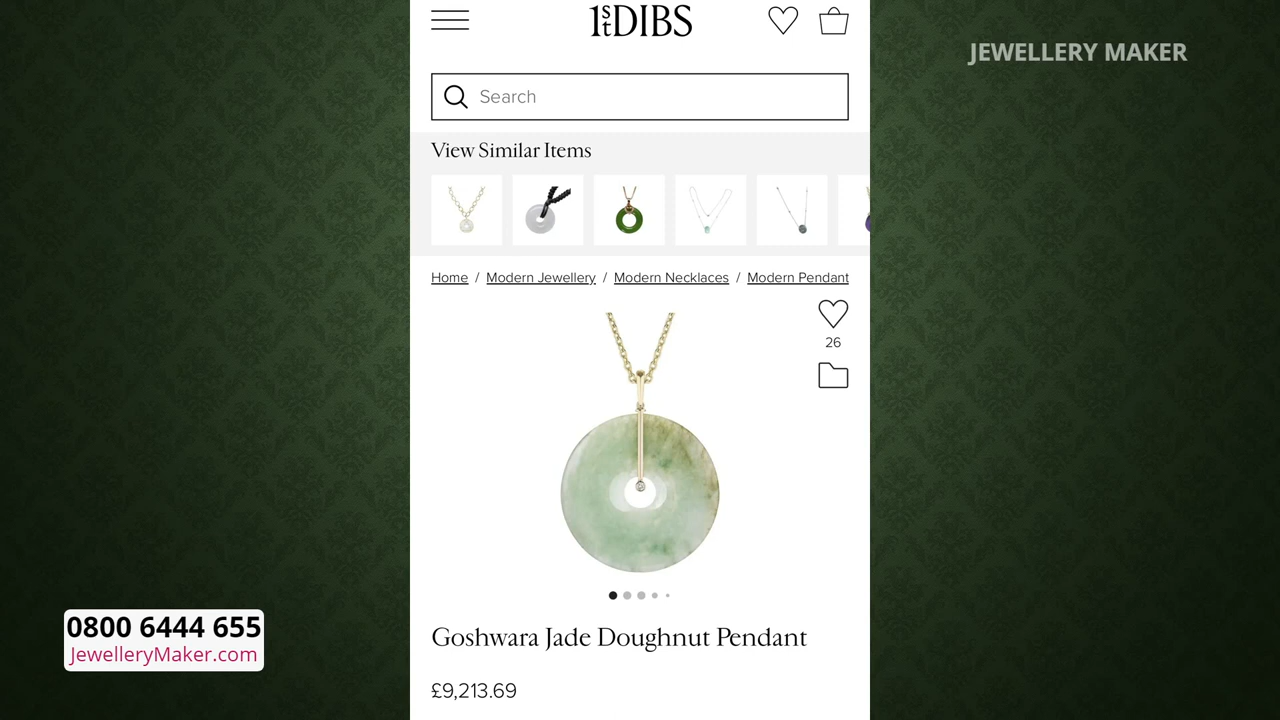 1stDIBS
JEWELLERY MAKER
Search
View Similar Items
Home / Modern Jewellery / Modern Necklaces / Modern Pendant
26
Goshwara Jade Doughnut Pendant
£9,213.69
0800 6444 655
JewelleryMaker.com